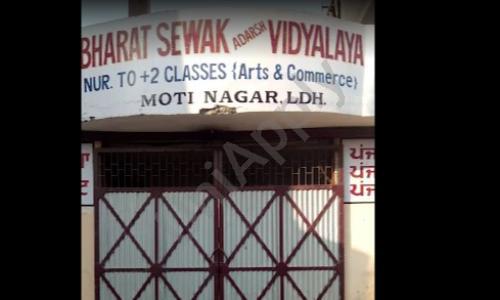 BHARAT SEWAK ADARSH VIDYALAYA
NUR. TO +2 CLASSES {Arts & Commerce}
MOTI NAGAR, LDH.
ਪੰਜ
ਪੰਜ
ਪੰਜ